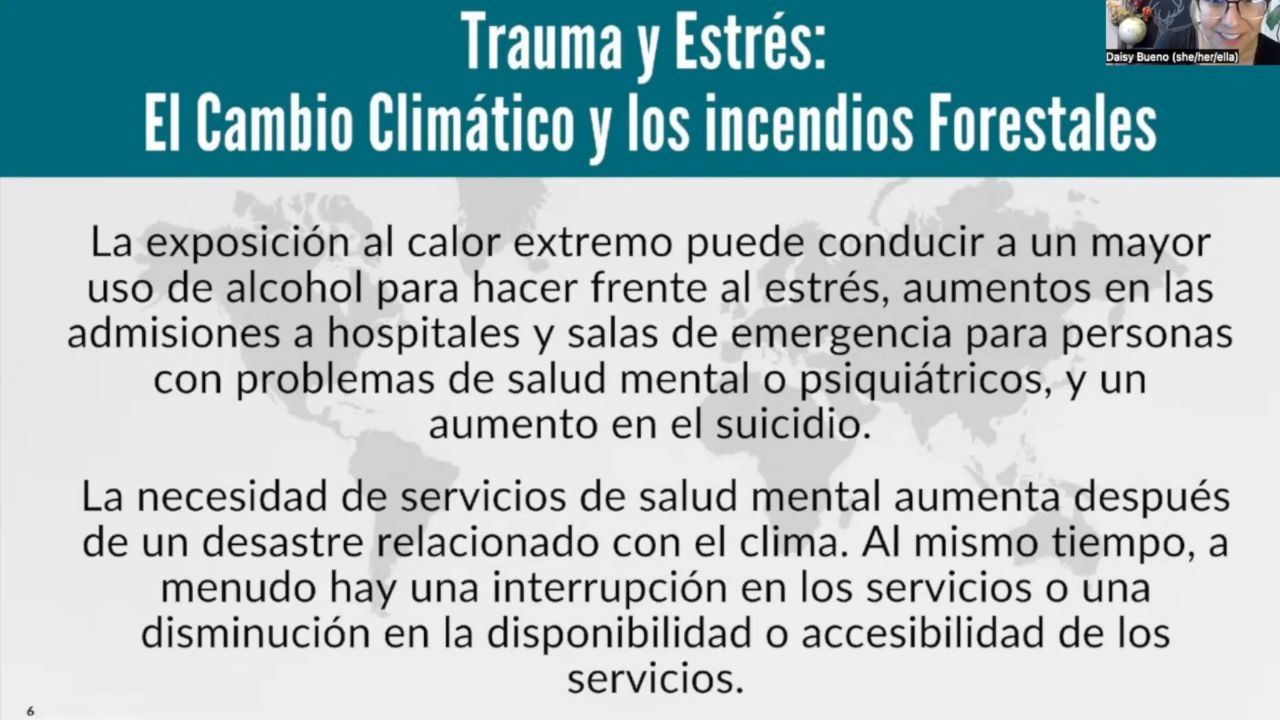 Trauma y Estrés:
El Cambio Climático y los incendios Forestales
Daisy Bueno (she/her/ella)
La exposición al calor extremo puede conducir a un mayor
uso de alcohol para hacer frente al estrés, aumentos en las
admisiones a hospitales y salas de emergencia para personas
con problemas de salud mental o psiquiátricos, y un
aumento en el suicidio.
La necesidad de servicios de salud mental aumenta después
de un desastre relacionado con el clima. Al mismo tiempo, a
menudo hay una interrupción en los servicios o una
disminución en la disponibilidad o accesibilidad de los
servicios.
6